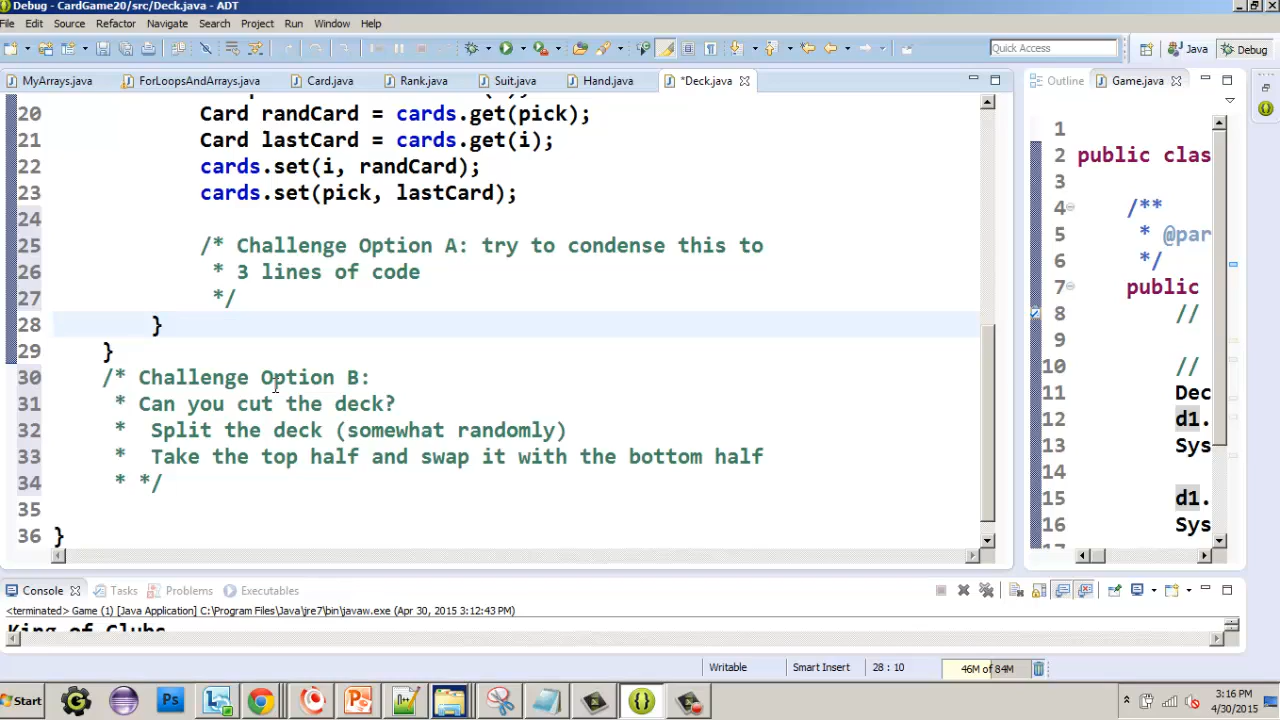 Debug - CardGame20/src/Deck.java - ADT
File Edit Source Refactor Navigate Search Project Run Window Help
Quick Access
Java
Debug
MyArrays.java ForLoopsAndArrays.java Card.java Rank.java Suit.java Hand.java *Deck.java
Outline Game.java
20 Card randCard = cards.get(pick);
21 Card lastCard = cards.get(i);
22 cards.set(i, randCard);
23 cards.set(pick, lastCard);
24
25 /* Challenge Option A: try to condense this to
26 * 3 lines of code
27 */
28 }
29 }
30 /* Challenge Option B:
31 * Can you cut the deck?
32 * Split the deck (somewhat randomly)
33 * Take the top half and swap it with the bottom half
34 * */
35
36 }
1
2 public clas
3
4 /**
5 * @par
6 */
7 public
8 //
9
10 //
11 Dec
12 d1.
13 Sys
14
15 d1.
16 Sys
Console Tasks Problems Executables
<terminated> Game (1) [Java Application] C:\Program Files\Java\jre7\bin\javaw.exe (Apr 30, 2015 3:12:43 PM)
King of Clubs
Writable Smart Insert 28 : 10 46M of 84M
Start
Ps
3:16 PM
4/30/2015